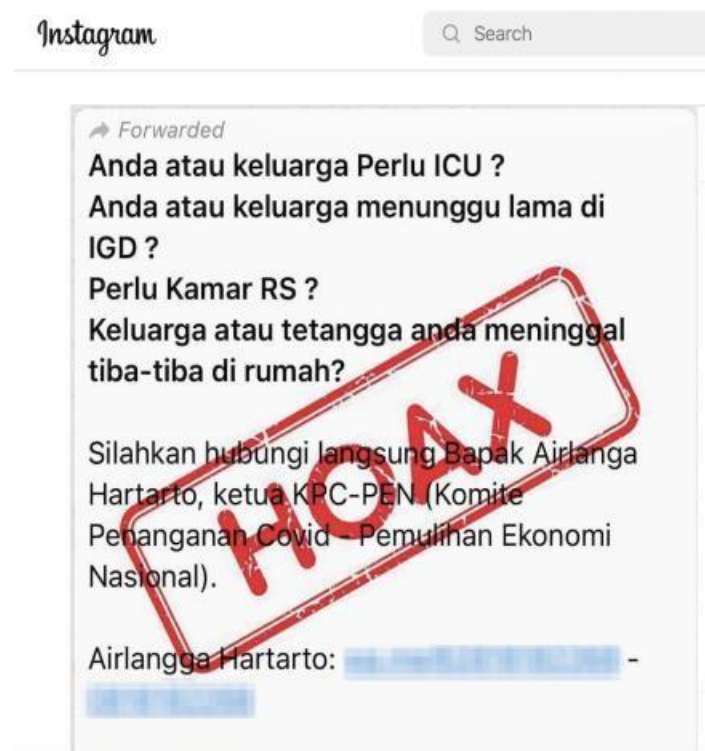 Instagram
Search
Forwarded
Anda atau keluarga Perlu ICU ?
Anda atau keluarga menunggu lama di
IGD ?
Perlu Kamar RS ?
Keluarga atau tetangga anda meninggal
tiba-tiba di rumah?
Silahkan hubungi langsung Bapak Airlanga
Hartarto, ketua KPC-PEN (Komite
Penanganan Covid - Pemulihan Ekonomi
Nasional).
HOAX
Airlangga Hartarto: -